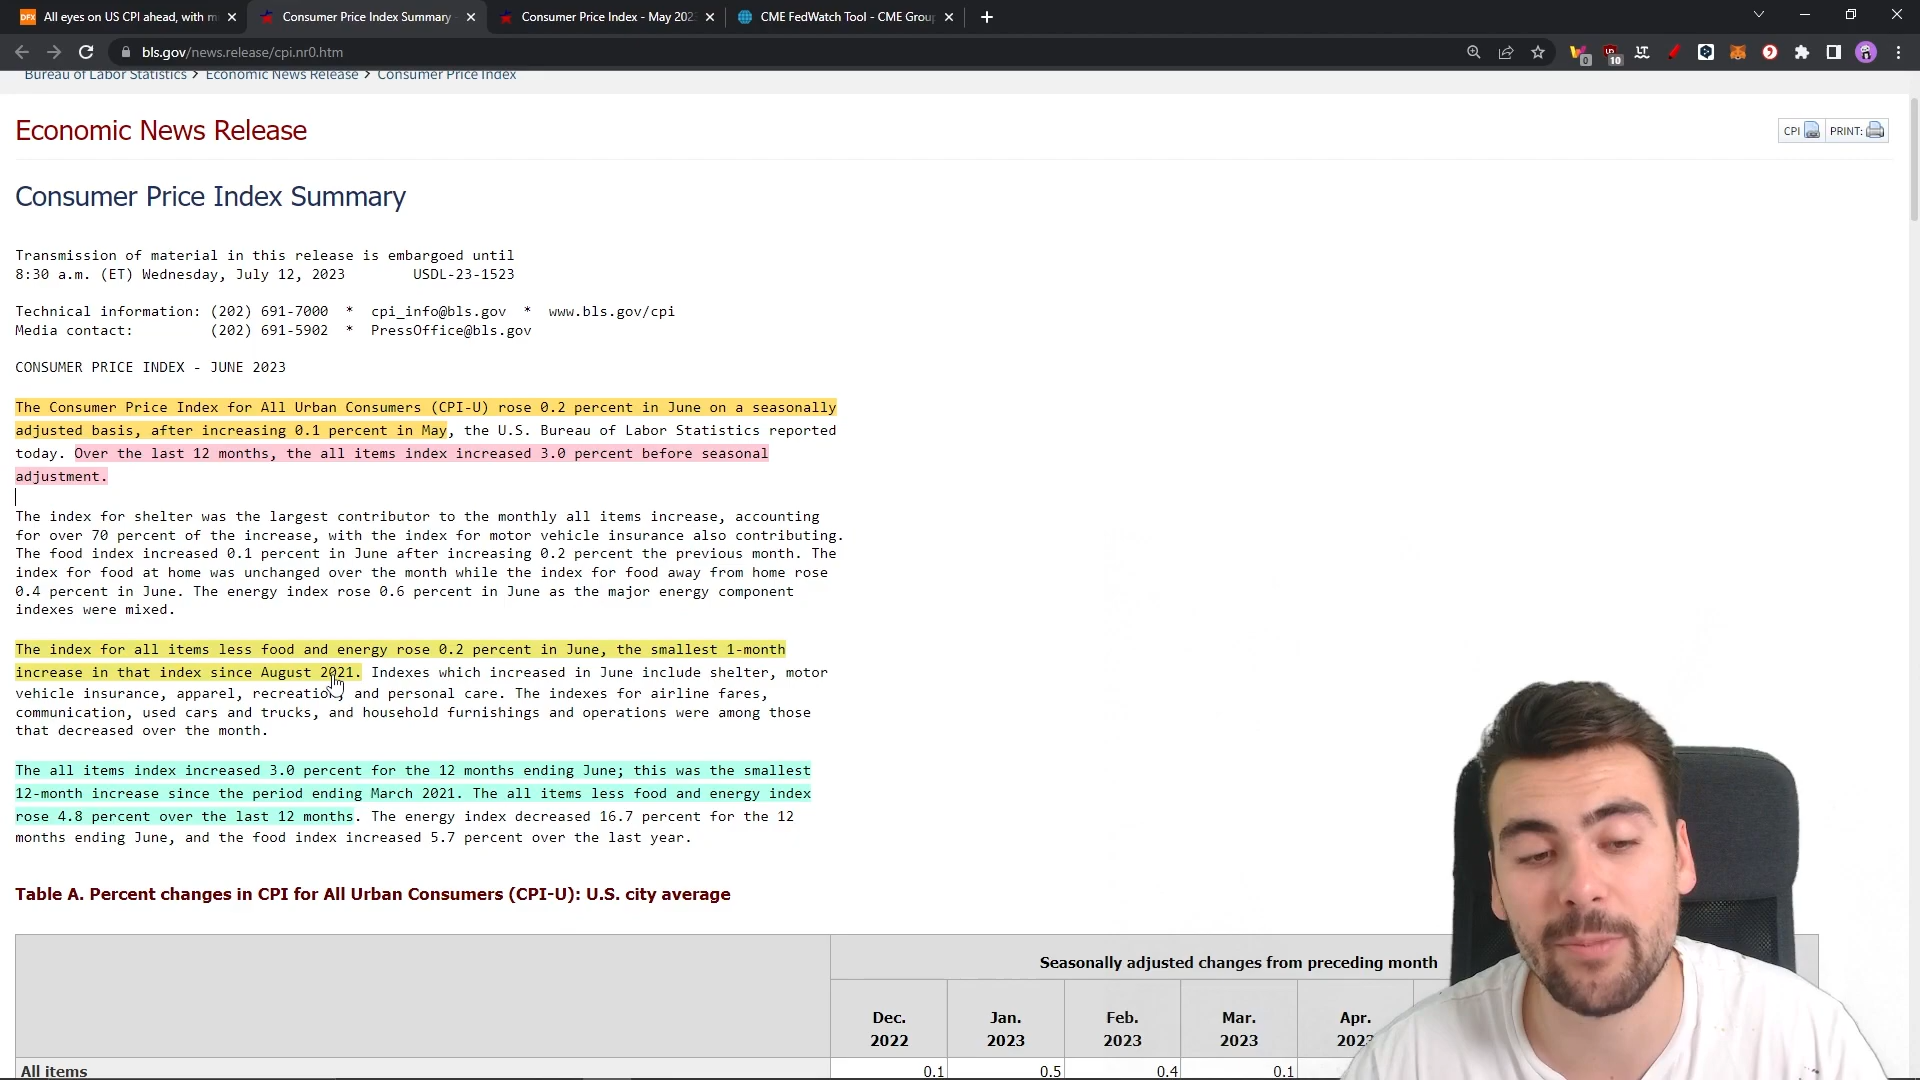 DFX All eyes on US CPI ahead, with m
Consumer Price Index Summary
Consumer Price Index - May 202
CME FedWatch Tool - CME Group
bls.gov/news.release/cpi.nr0.htm
0
10
Bureau of Labor Statistics > Economic News Release > Consumer Price Index
Economic News Release
CPI
PRINT:
Consumer Price Index Summary
Transmission of material in this release is embargoed until
8:30 a.m. (ET) Wednesday, July 12, 2023 USDL-23-1523
Technical information: (202) 691-7000 * cpi_info@bls.gov * www.bls.gov/cpi
Media contact: (202) 691-5902 * PressOffice@bls.gov
CONSUMER PRICE INDEX - JUNE 2023
The Consumer Price Index for All Urban Consumers (CPI-U) rose 0.2 percent in June on a seasonally
adjusted basis, after increasing 0.1 percent in May, the U.S. Bureau of Labor Statistics reported
today. Over the last 12 months, the all items index increased 3.0 percent before seasonal
adjustment.
The index for shelter was the largest contributor to the monthly all items increase, accounting
for over 70 percent of the increase, with the index for motor vehicle insurance also contributing.
The food index increased 0.1 percent in June after increasing 0.2 percent the previous month. The
index for food at home was unchanged over the month while the index for food away from home rose
0.4 percent in June. The energy index rose 0.6 percent in June as the major energy component
indexes were mixed.
The index for all items less food and energy rose 0.2 percent in June, the smallest 1-month
increase in that index since August 2021. Indexes which increased in June include shelter, motor
vehicle insurance, apparel, recreation, and personal care. The indexes for airline fares,
communication, used cars and trucks, and household furnishings and operations were among those
that decreased over the month.
The all items index increased 3.0 percent for the 12 months ending June; this was the smallest
12-month increase since the period ending March 2021. The all items less food and energy index
rose 4.8 percent over the last 12 months. The energy index decreased 16.7 percent for the 12
months ending June, and the food index increased 5.7 percent over the last year.
Table A. Percent changes in CPI for All Urban Consumers (CPI-U): U.S. city average
Seasonally adjusted changes from preceding month
Dec. 2022
Jan. 2023
Feb. 2023
Mar. 2023
Apr. 202
All items 0.1 0.5 0.4 0.1